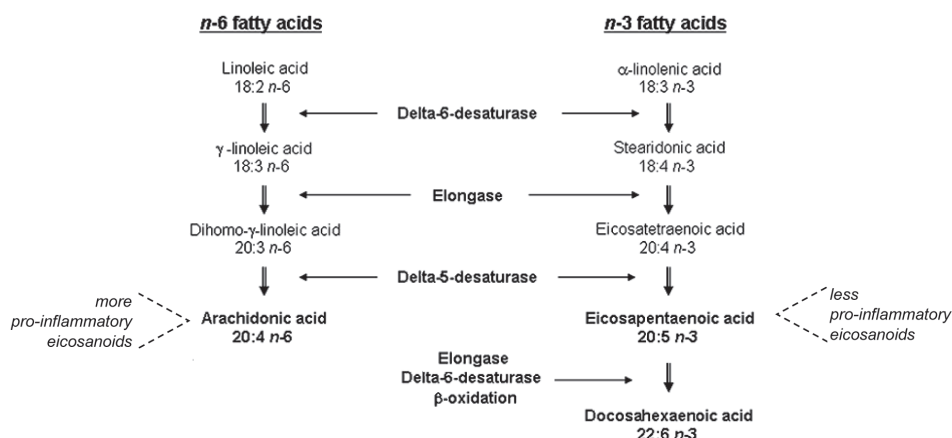 n-6 fatty acids
n-3 fatty acids
Linoleic acid
18:2 n-6
α-linolenic acid
18:3 n-3
Delta-6-desaturase
γ-linoleic acid
18:3 n-6
Stearidonic acid
18:4 n-3
Elongase
Dihomo-γ-linoleic acid
20:3 n-6
Eicosatetraenoic acid
20:4 n-3
Delta-5-desaturase
more
pro-inflammatory
eicosanoids
Arachidonic acid
20:4 n-6
Eicosapentaenoic acid
20:5 n-3
less
pro-inflammatory
eicosanoids
Elongase
Delta-6-desaturase
β-oxidation
Docosahexaenoic acid
22:6 n-3